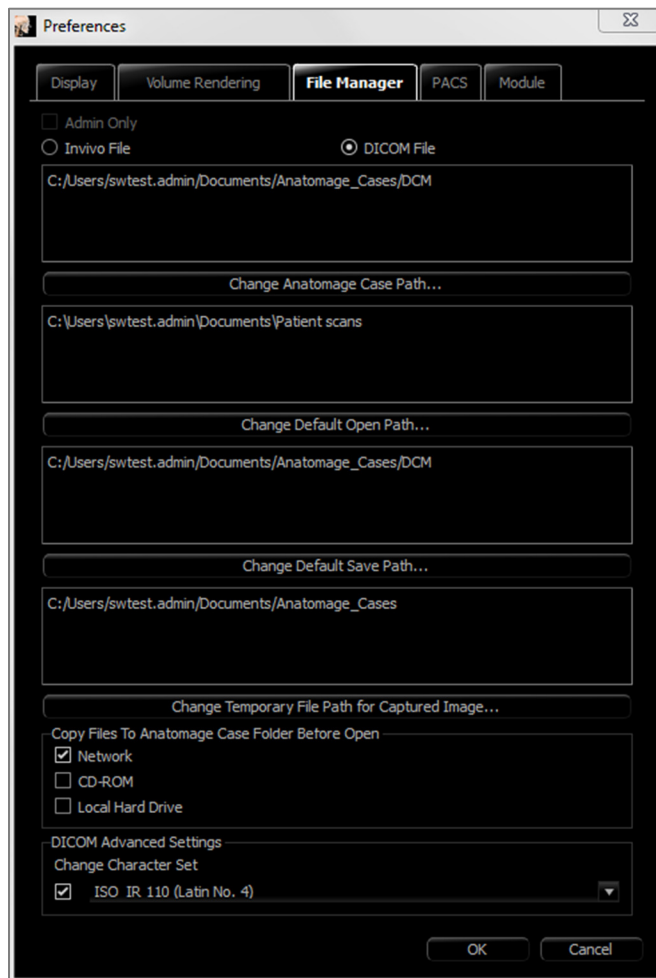 Preferences
Display Volume Rendering File Manager PACS Module
Admin Only
Invivo File DICOM File
C:/Users/swtest.admin/Documents/Anatomage_Cases/DCM
Change Anatomage Case Path...
C:\Users\swtest.admin\Documents\Patient scans
Change Default Open Path...
C:/Users/swtest.admin/Documents/Anatomage_Cases/DCM
Change Default Save Path...
C:/Users/swtest.admin/Documents/Anatomage_Cases
Change Temporary File Path for Captured Image...
Copy Files To Anatomage Case Folder Before Open
Network
CD-ROM
Local Hard Drive
DICOM Advanced Settings
Change Character Set
ISO IR 110 (Latin No. 4)
OK Cancel